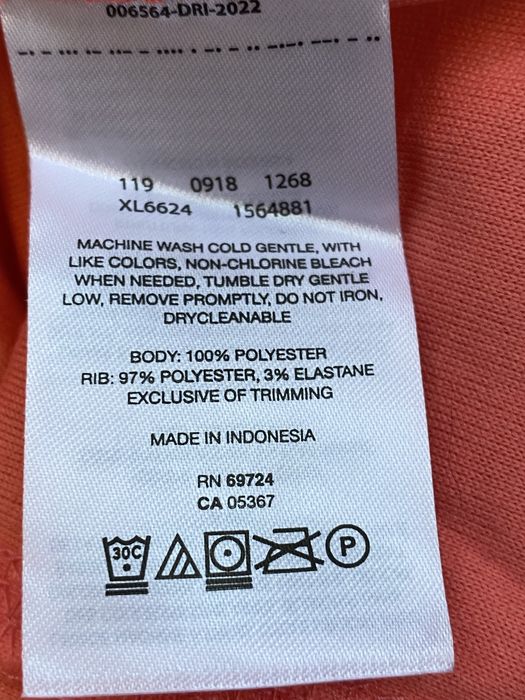 006564-DRI-2022
119 0918 1268
XL6624 1564881
MACHINE WASH COLD GENTLE, WITH
LIKE COLORS, NON-CHLORINE BLEACH
WHEN NEEDED, TUMBLE DRY GENTLE
LOW, REMOVE PROMPTLY, DO NOT IRON,
DRYCLEANABLE
BODY: 100% POLYESTER
RIB: 97% POLYESTER, 3% ELASTANE
EXCLUSIVE OF TRIMMING
MADE IN INDONESIA
RN 69724
CA 05367
30C P